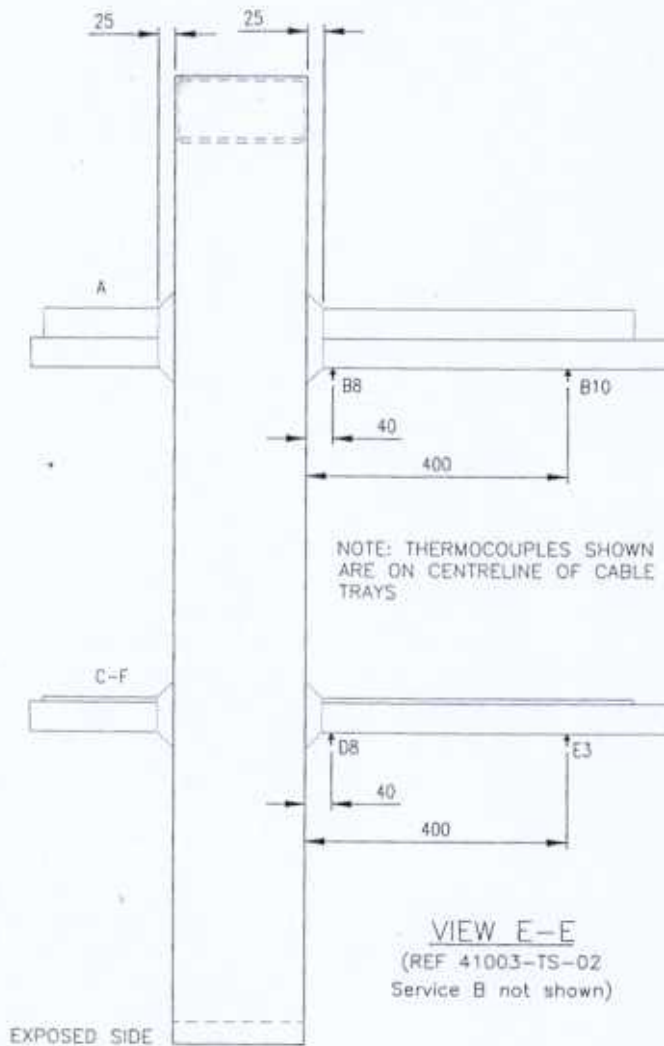 25
25
A
B8
B10
40
400
NOTE: THERMOCOUPLES SHOWN
ARE ON CENTRELINE OF CABLE
TRAYS
C-F
D8
E3
40
400
VIEW E-E
(REF 41003-TS-02
Service B not shown)
EXPOSED SIDE